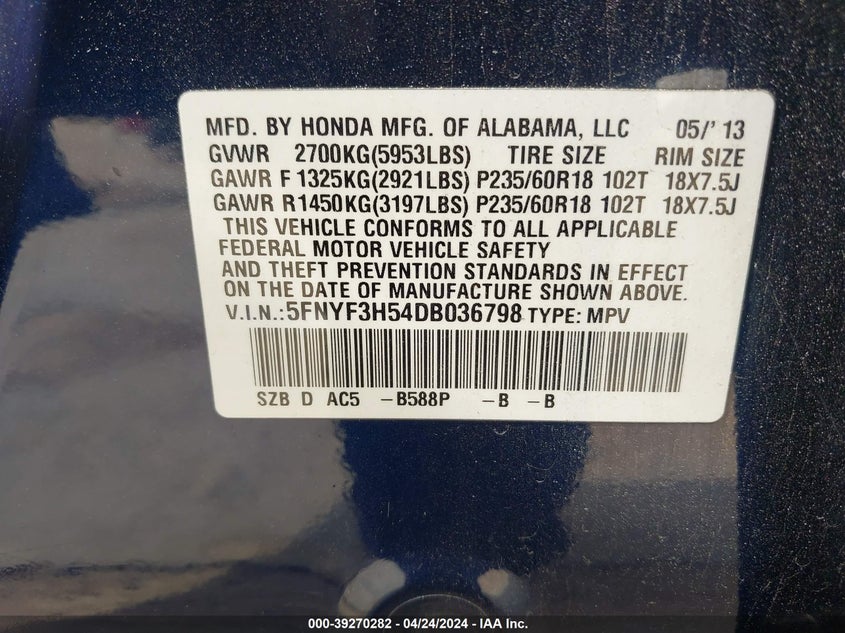 MFD. BY HONDA MFG. OF ALABAMA, LLC 05/' 13
GVWR 2700KG(5953LBS) TIRE SIZE RIM SIZE
GAWR F 1325KG(2921LBS) P235/60R18 102T 18X7.5J
GAWR R1450KG(3197LBS) P235/60R18 102T 18X7.5J
THIS VEHICLE CONFORMS TO ALL APPLICABLE
FEDERAL MOTOR VEHICLE SAFETY
AND THEFT PREVENTION STANDARDS IN EFFECT
ON THE DATE OF MANUFACTURE SHOWN ABOVE.
V.I.N.:5FNYF3H54DB036798 TYPE: MPV
SZB D AC5 -B588P -B -B
000-39270282 - 04/24/2024 - IAA Inc.